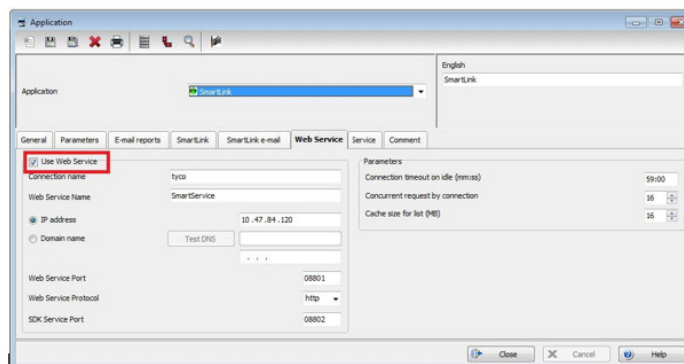 Application
English
Application
SmartLink
SmartLink
General
Parameters
E-mail reports
SmartLink
SmartLink e-mail
Web Service
Service
Comment
Use Web Service
Connection name
tyco
Web Service Name
SmartService
IP address
10 .47 .84 .120
Domain name
Test DNS
. . .
Web Service Port
08801
Web Service Protocol
http
SDK Service Port
08802
Parameters
Connection timeout on idle (mm:ss)
59:00
Concurrent request by connection
16
Cache size for list (MB)
16
Close
Cancel
Help